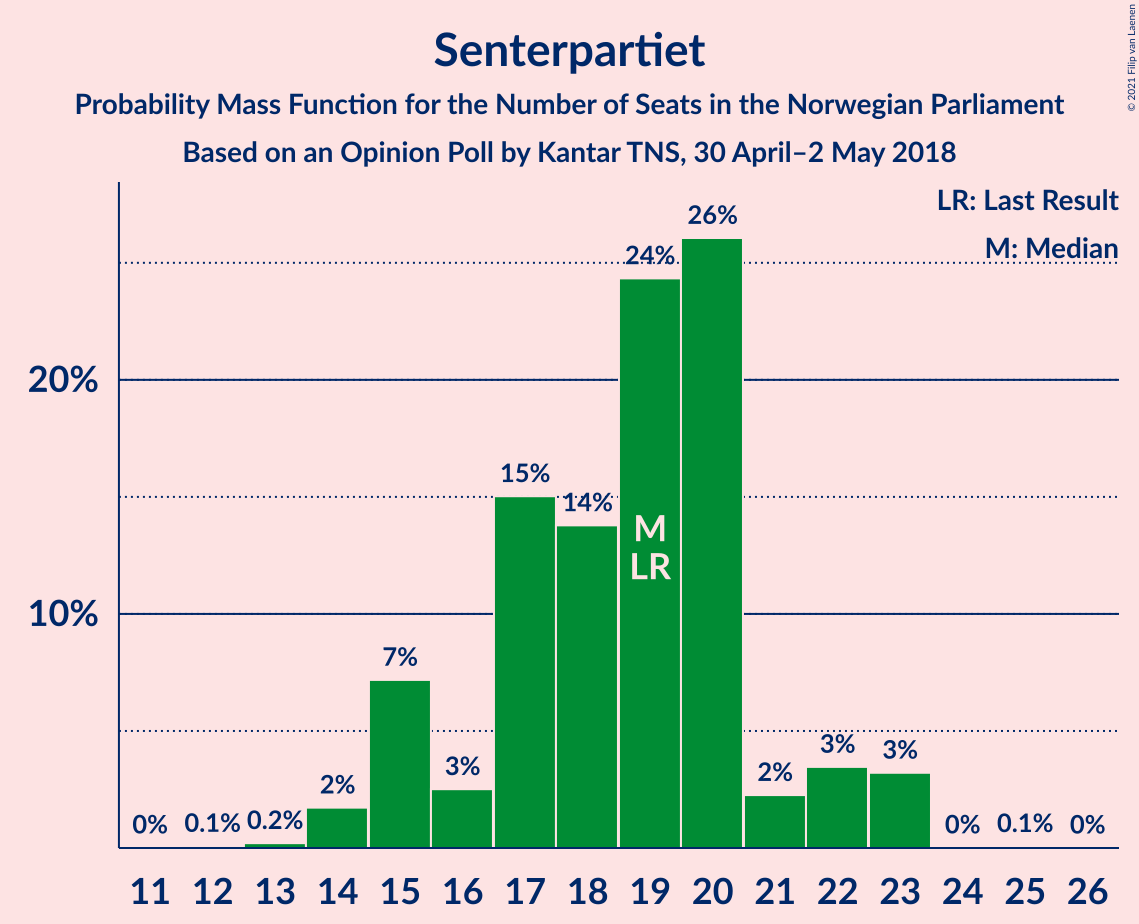 Senterpartiet
Probability Mass Function for the Number of Seats in the Norwegian Parliament
Based on an Opinion Poll by Kantar TNS, 30 April–2 May 2018
© 2021 Filip van Laenen
LR: Last Result
M: Median
20%
10%
0%
0.1%
0.2%
2%
7%
3%
15%
14%
24%
26%
2%
3%
3%
0%
0.1%
0%
M
LR
11 12 13 14 15 16 17 18 19 20 21 22 23 24 25 26